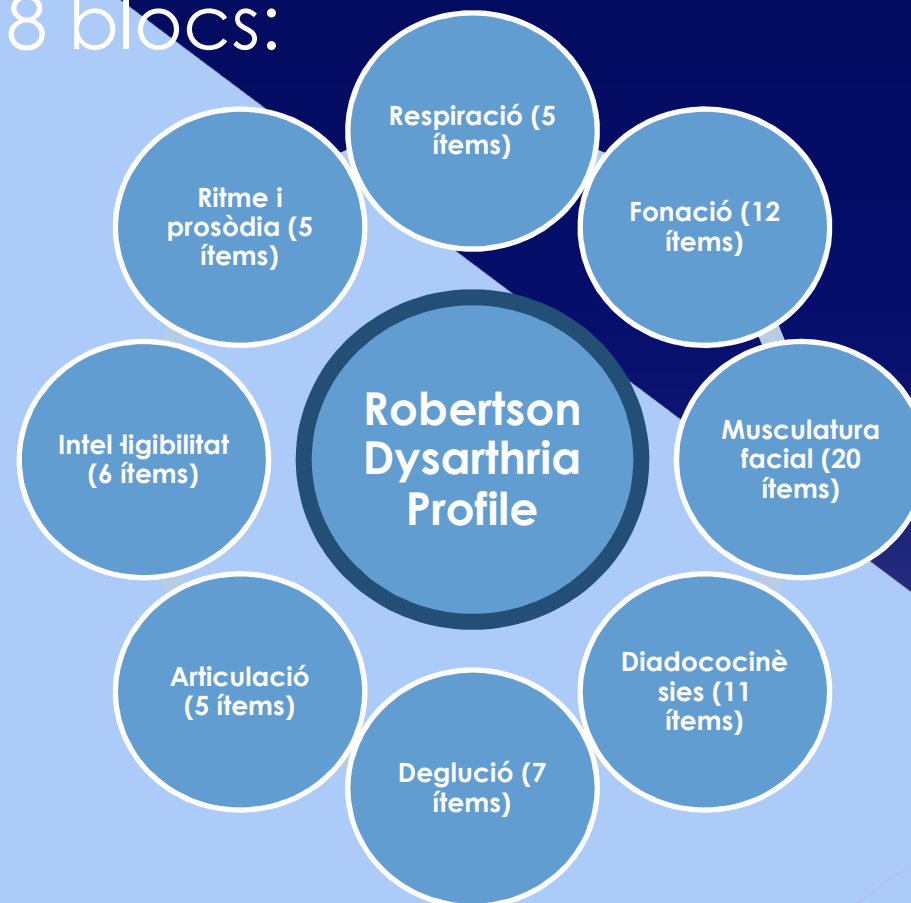 8 blocs:
Respiració (5
ítems)
Fonació (12
ítems)
Musculatura
facial (20
ítems)
Diadococinè
sies (11
ítems)
Deglució (7
ítems)
Articulació
(5 ítems)
Intel·ligibilitat
(6 ítems)
Ritme i
prosòdia (5
ítems)
Robertson
Dysarthria
Profile